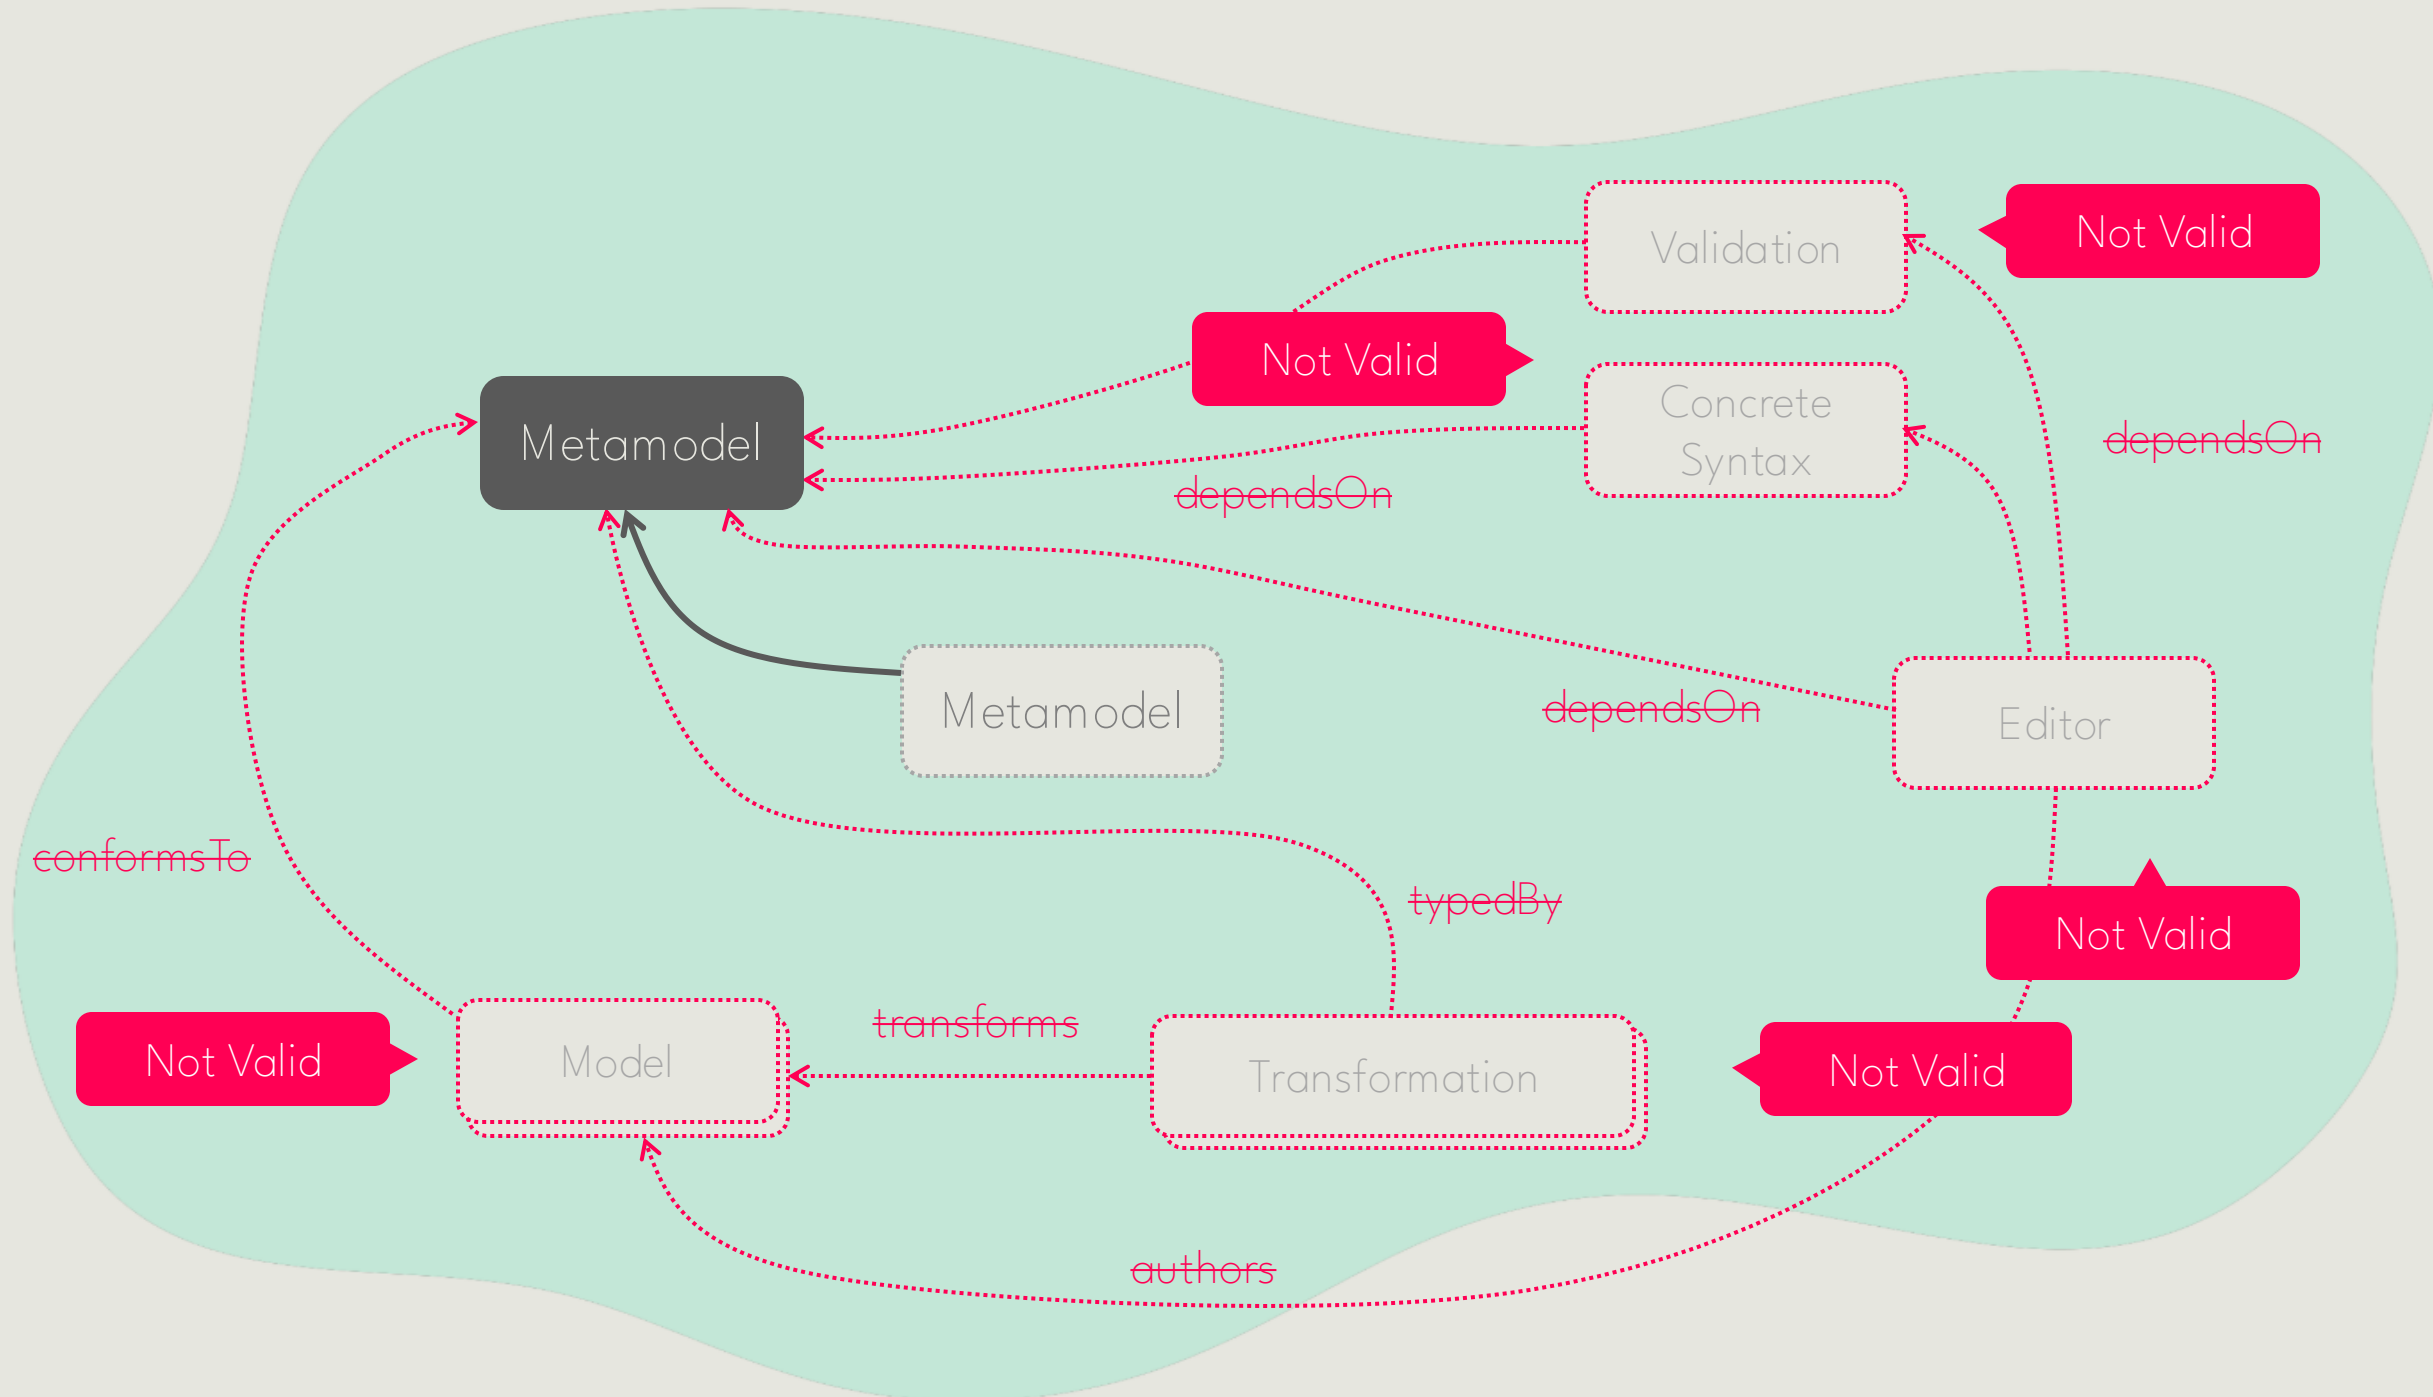 Validation
Not Valid
Not Valid
Concrete
Syntax
Metamodel
dependsOn
dependsOn
Metamodel
dependsOn
Editor
conformsTo
typedBy
Not Valid
transforms
Not Valid
Model
Transformation
Not Valid
authors